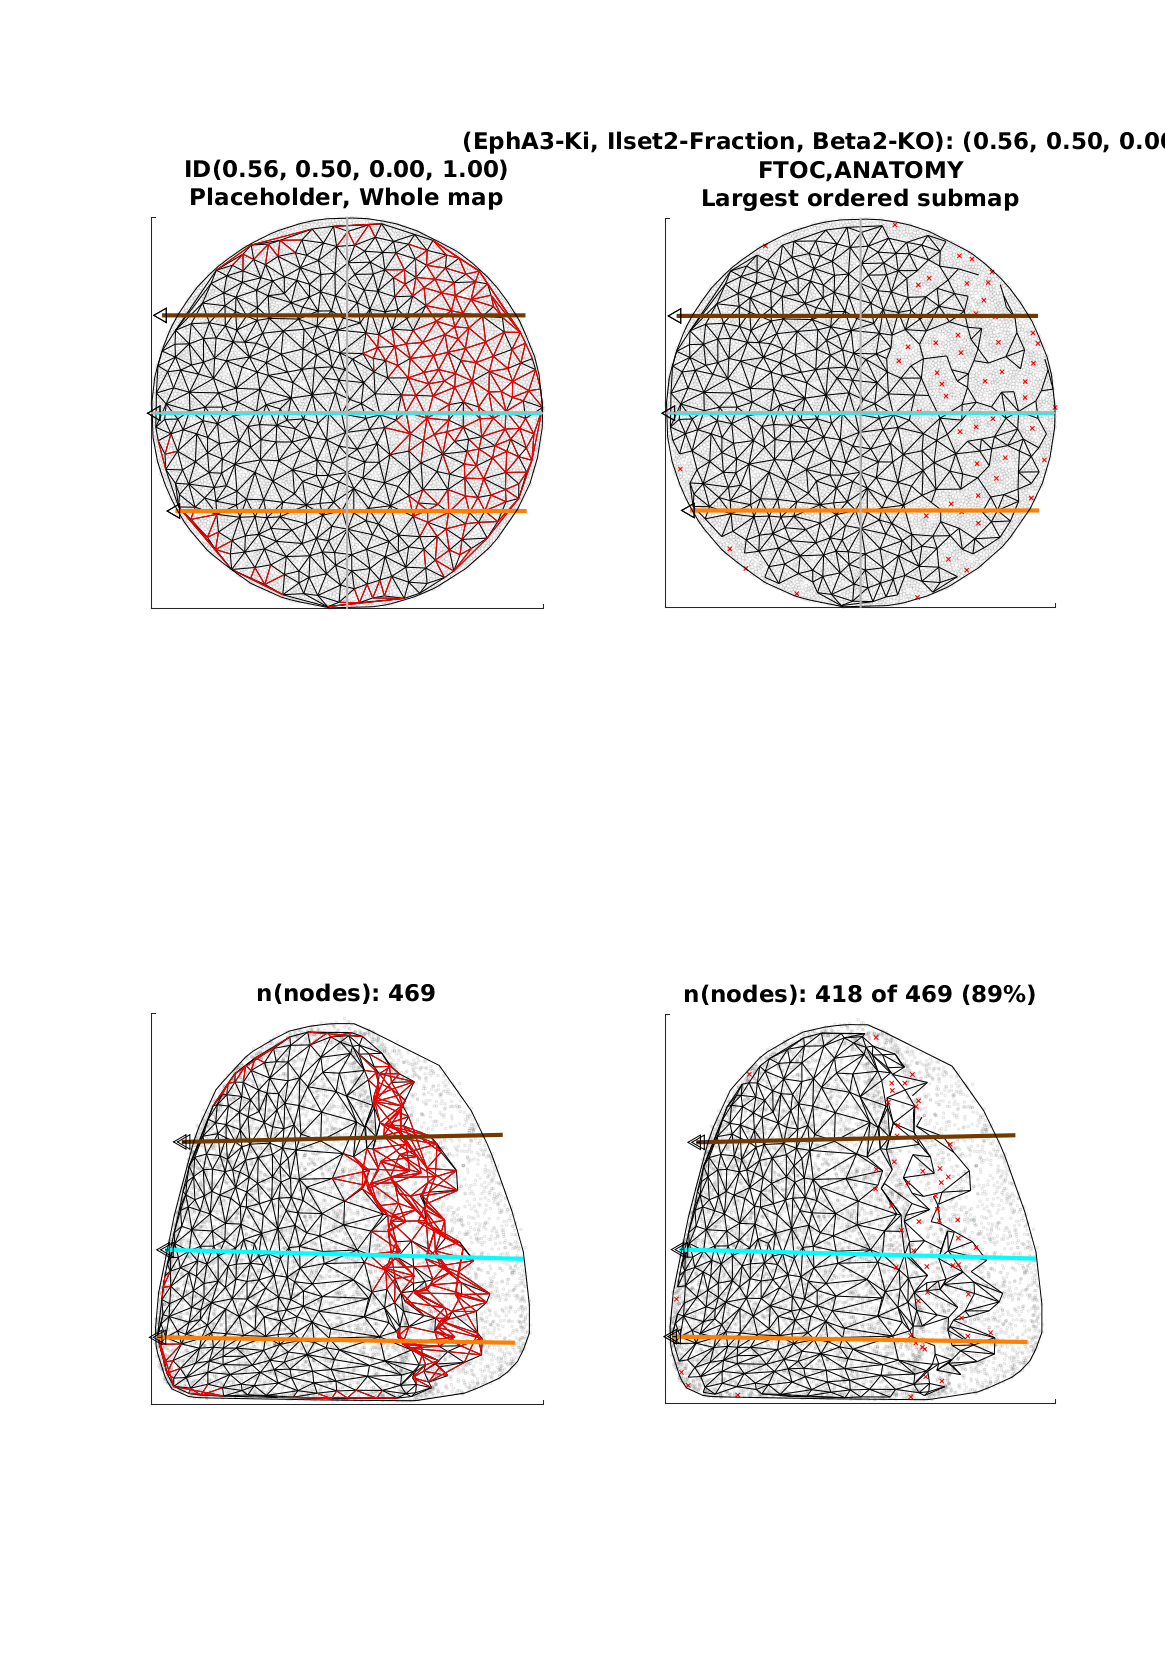 (EphA3-Ki, Ilset2-Fraction, Beta2-KO): (0.56, 0.50, 0.00
ID(0.56, 0.50, 0.00, 1.00)
Placeholder, Whole map
FTOC,ANATOMY
Largest ordered submap
n(nodes): 469
n(nodes): 418 of 469 (89%)